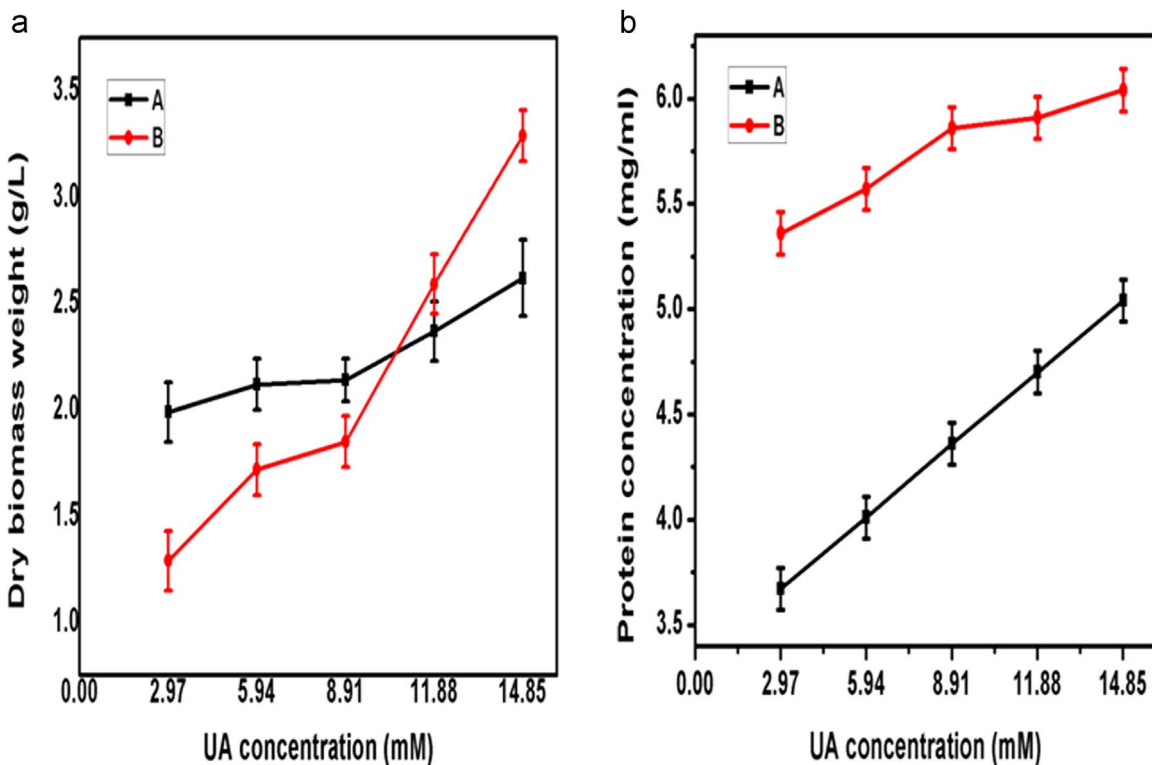 a
Dry biomass weight (g/L)
3.5
3.0
2.5
2.0
1.5
1.0
A
B
0.00 2.97 5.94 8.91 11.88 14.85
UA concentration (mM)
b
Protein concentration (mg/ml)
6.0
5.5
5.0
4.5
4.0
3.5
A
B
0.00 2.97 5.94 8.91 11.88 14.85
UA concentration (mM)